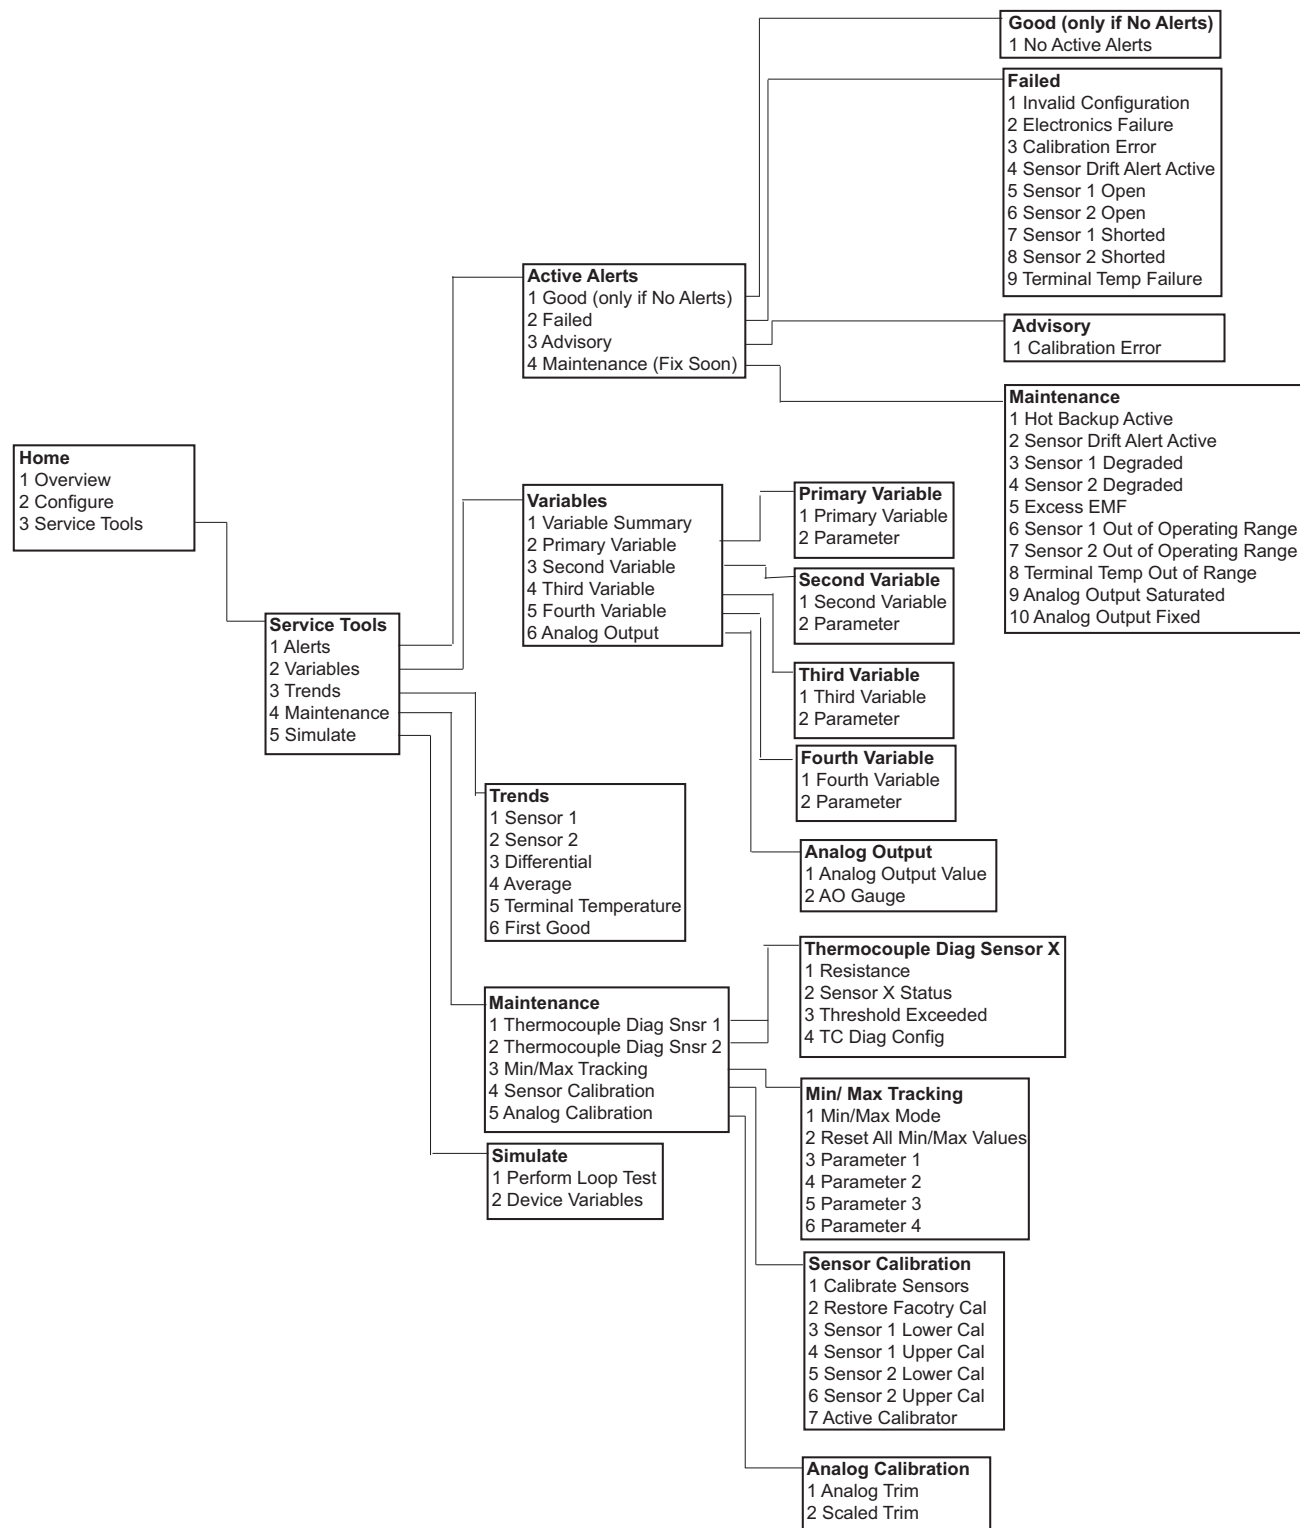 Home
1 Overview
2 Configure
3 Service Tools
Service Tools
1 Alerts
2 Variables
3 Trends
4 Maintenance
5 Simulate
Active Alerts
1 Good (only if No Alerts)
2 Failed
3 Advisory
4 Maintenance (Fix Soon)
Good (only if No Alerts)
1 No Active Alerts
Failed
1 Invalid Configuration
2 Electronics Failure
3 Calibration Error
4 Sensor Drift Alert Active
5 Sensor 1 Open
6 Sensor 2 Open
7 Sensor 1 Shorted
8 Sensor 2 Shorted
9 Terminal Temp Failure
Advisory
1 Calibration Error
Maintenance
1 Hot Backup Active
2 Sensor Drift Alert Active
3 Sensor 1 Degraded
4 Sensor 2 Degraded
5 Excess EMF
6 Sensor 1 Out of Operating Range
7 Sensor 2 Out of Operating Range
8 Terminal Temp Out of Range
9 Analog Output Saturated
10 Analog Output Fixed
Variables
1 Variable Summary
2 Primary Variable
3 Second Variable
4 Third Variable
5 Fourth Variable
6 Analog Output
Primary Variable
1 Primary Variable
2 Parameter
Second Variable
1 Second Variable
2 Parameter
Third Variable
1 Third Variable
2 Parameter
Fourth Variable
1 Fourth Variable
2 Parameter
Analog Output
1 Analog Output Value
2 AO Gauge
Trends
1 Sensor 1
2 Sensor 2
3 Differential
4 Average
5 Terminal Temperature
6 First Good
Maintenance
1 Thermocouple Diag Snsr 1
2 Thermocouple Diag Snsr 2
3 Min/Max Tracking
4 Sensor Calibration
5 Analog Calibration
Thermocouple Diag Sensor X
1 Resistance
2 Sensor X Status
3 Threshold Exceeded
4 TC Diag Config
Min/ Max Tracking
1 Min/Max Mode
2 Reset All Min/Max Values
3 Parameter 1
4 Parameter 2
5 Parameter 3
6 Parameter 4
Sensor Calibration
1 Calibrate Sensors
2 Restore Facotry Cal
3 Sensor 1 Lower Cal
4 Sensor 1 Upper Cal
5 Sensor 2 Lower Cal
6 Sensor 2 Upper Cal
7 Active Calibrator
Analog Calibration
1 Analog Trim
2 Scaled Trim
Simulate
1 Perform Loop Test
2 Device Variables